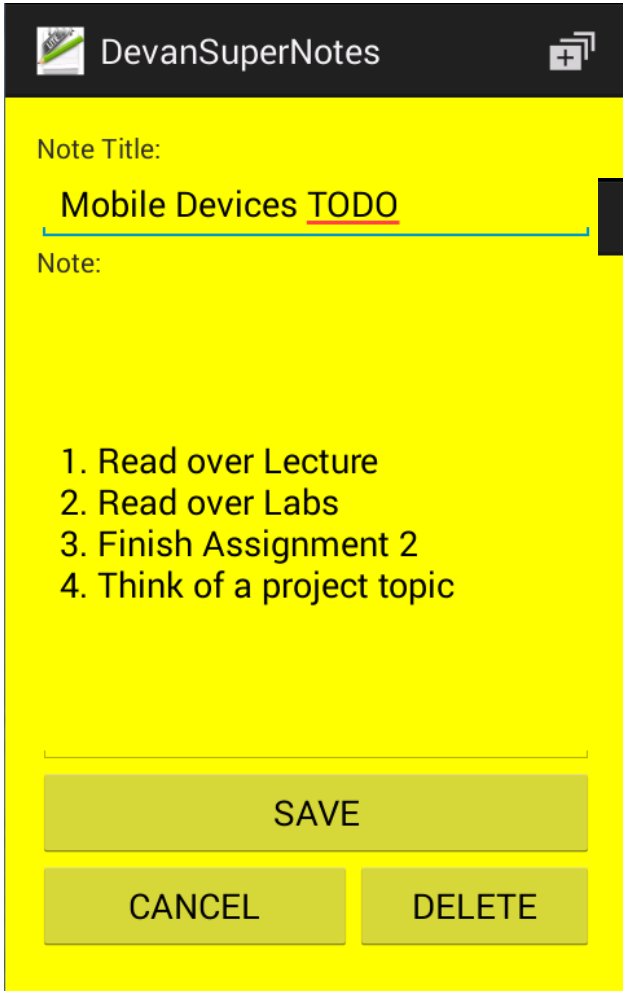 DevanSuperNotes
Note Title:
Mobile Devices TODO
Note:
1. Read over Lecture
2. Read over Labs
3. Finish Assignment 2
4. Think of a project topic
SAVE
CANCEL DELETE